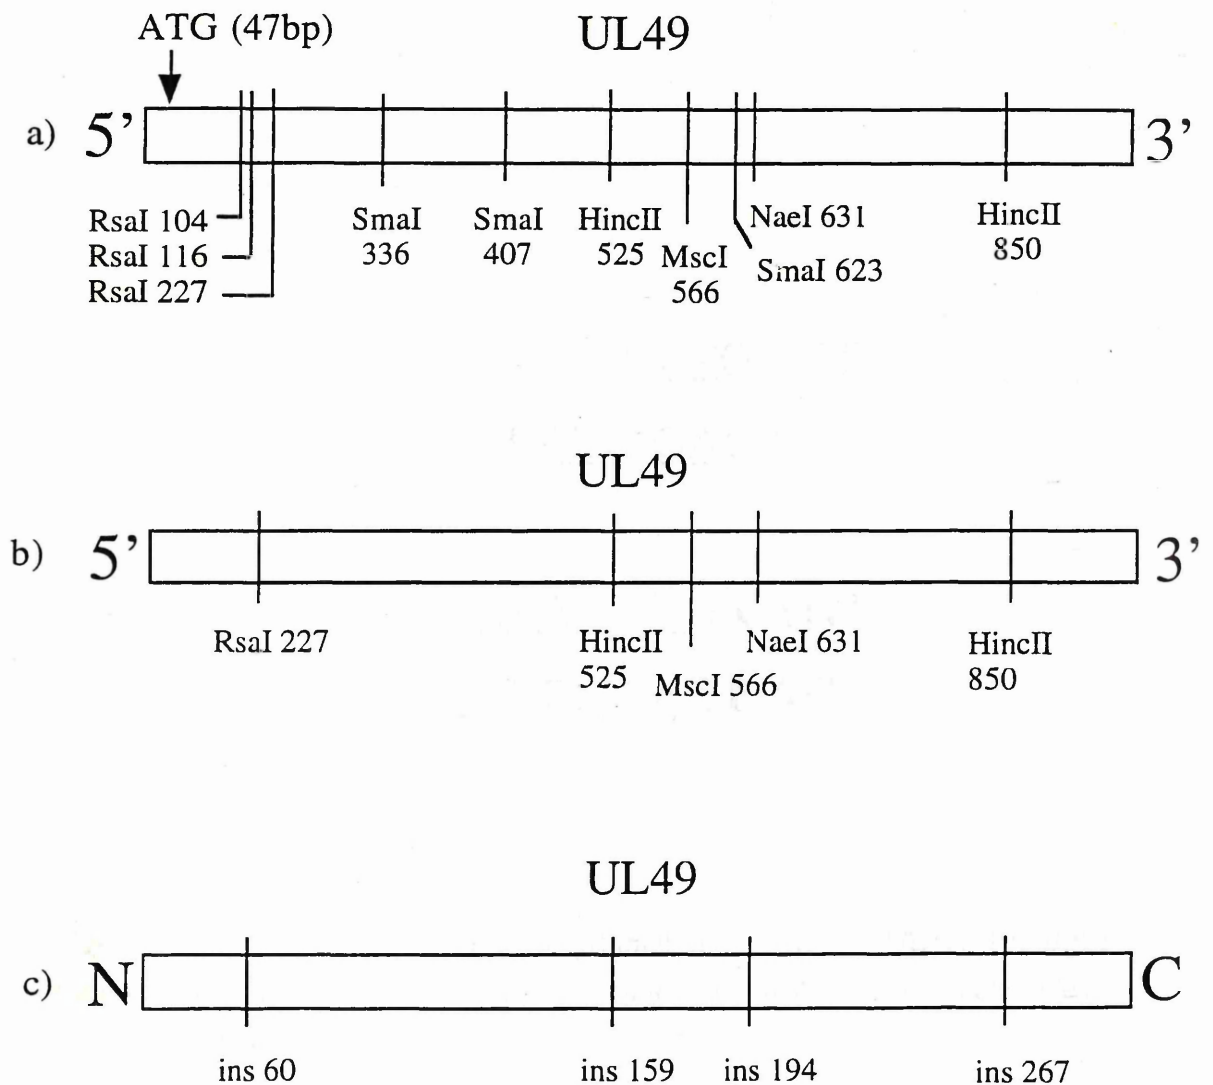 ATG (47bp)
UL49
a) 5' 3'
RsaI 104
RsaI 116
RsaI 227
SmaI
336
SmaI
407
HincII
525
MscI
566
NaeI 631
SmaI 623
HincII
850
UL49
b) 5' 3'
RsaI 227
HincII
525
MscI 566
NaeI 631
HincII
850
UL49
c) N C
ins 60
ins 159
ins 194
ins 267